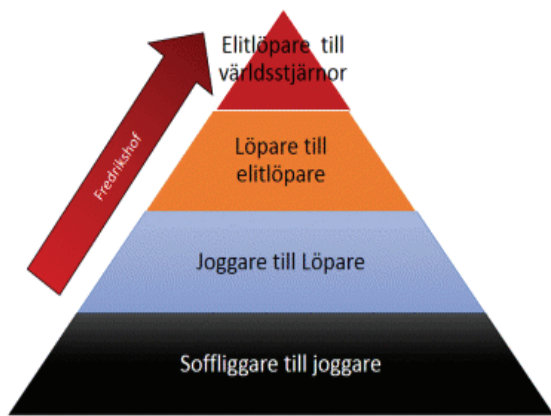 Elitlöpare till
världsstjärnor
Fredrikshof
Löpare till
elitlöpare
Joggare till Löpare
Soffliggare till joggare